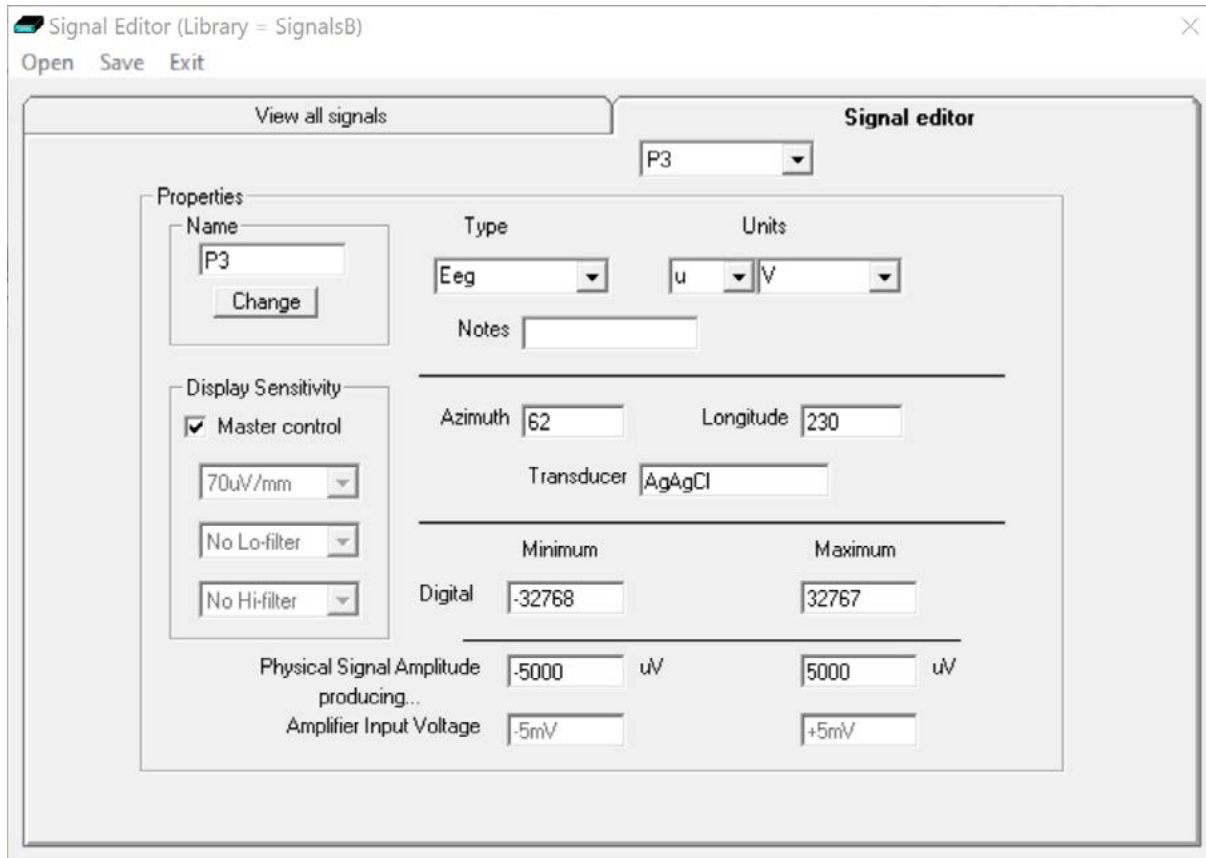 Signal Editor (Library = SignalsB)
Open Save Exit
View all signals Signal editor
P3
Properties
Name Type Units
P3
Eeg u V
Change
Notes
Display Sensitivity
Master control
Azimuth 62 Longitude 230
70uV/mm
Transducer AgAgCl
No Lo-filter
Minimum Maximum
No Hi-filter
Digital -32768 32767
Physical Signal Amplitude -5000 uV 5000 uV
producing...
Amplifier Input Voltage -5mV +5mV